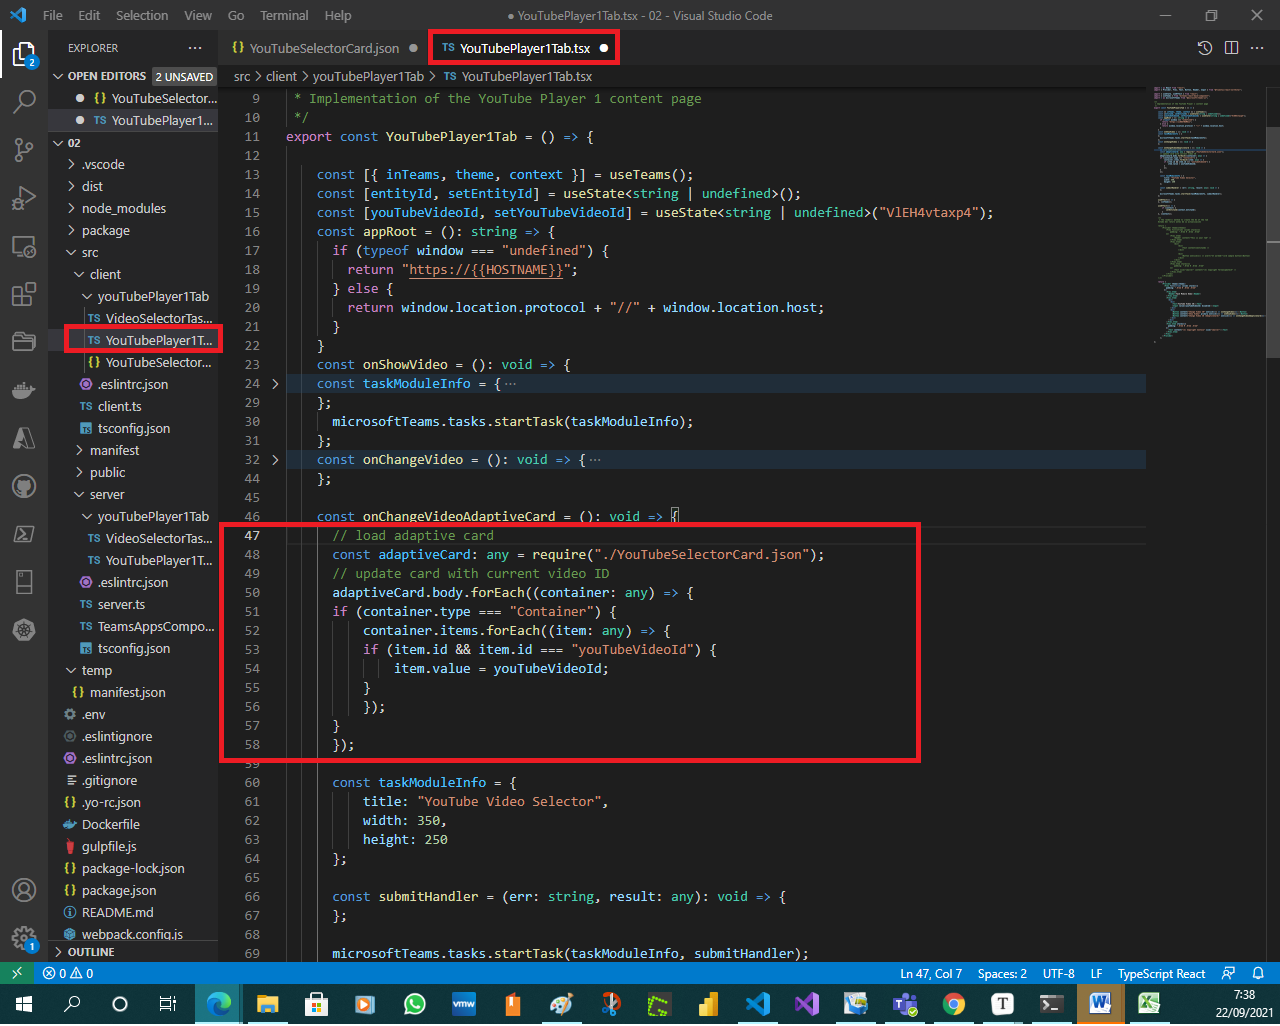 File Edit Selection View Go Terminal Help
● YouTubePlayer1Tab.tsx - 02 - Visual Studio Code
EXPLORER
{} YouTubeSelectorCard.json ●
TS YouTubePlayer1Tab.tsx ●
OPEN EDITORS 2 UNSAVED
src > client > youTubePlayer1Tab > TS YouTubePlayer1Tab.tsx
● {} YouTubeSelector...
● TS YouTubePlayer1...
02
.vscode
dist
node_modules
package
src
client
youTubePlayer1Tab
TS VideoSelectorTas...
TS YouTubePlayer1T...
{} YouTubeSelector...
.eslintrc.json
TS client.ts
TS tsconfig.json
manifest
public
server
youTubePlayer1Tab
TS VideoSelectorTas...
TS YouTubePlayer1T...
.eslintrc.json
TS server.ts
TS TeamsAppsCompo...
TS tsconfig.json
temp
{} manifest.json
.env
.eslintignore
.eslintrc.json
.gitignore
{} .yo-rc.json
Dockerfile
gulpfile.js
{} package-lock.json
{} package.json
README.md
webpack.config.js
OUTLINE
9 * Implementation of the YouTube Player 1 content page
10 */
11 export const YouTubePlayer1Tab = () => {
12
13 const [{ inTeams, theme, context }] = useTeams();
14 const [entityId, setEntityId] = useState<string | undefined>();
15 const [youTubeVideoId, setYouTubeVideoId] = useState<string | undefined>("VlEH4vtaxp4");
16 const appRoot = (): string => {
17 if (typeof window === "undefined") {
18 return "https://{{HOSTNAME}}";
19 } else {
20 return window.location.protocol + "//" + window.location.host;
21 }
22 }
23 const onShowVideo = (): void => {
24 const taskModuleInfo = {···
29 };
30 microsoftTeams.tasks.startTask(taskModuleInfo);
31 };
32 const onChangeVideo = (): void => {···
44 };
45
46 const onChangeVideoAdaptiveCard = (): void => {
47 // load adaptive card
48 const adaptiveCard: any = require("./YouTubeSelectorCard.json");
49 // update card with current video ID
50 adaptiveCard.body.forEach((container: any) => {
51 if (container.type === "Container") {
52 container.items.forEach((item: any) => {
53 if (item.id && item.id === "youTubeVideoId") {
54 item.value = youTubeVideoId;
55 }
56 });
57 }
58 });
59
60 const taskModuleInfo = {
61 title: "YouTube Video Selector",
62 width: 350,
63 height: 250
64 };
65
66 const submitHandler = (err: string, result: any): void => {
67 };
68
69 microsoftTeams.tasks.startTask(taskModuleInfo, submitHandler);
0 0
Ln 47, Col 7 Spaces: 2 UTF-8 LF TypeScript React
vmw
7:38
22/09/2021